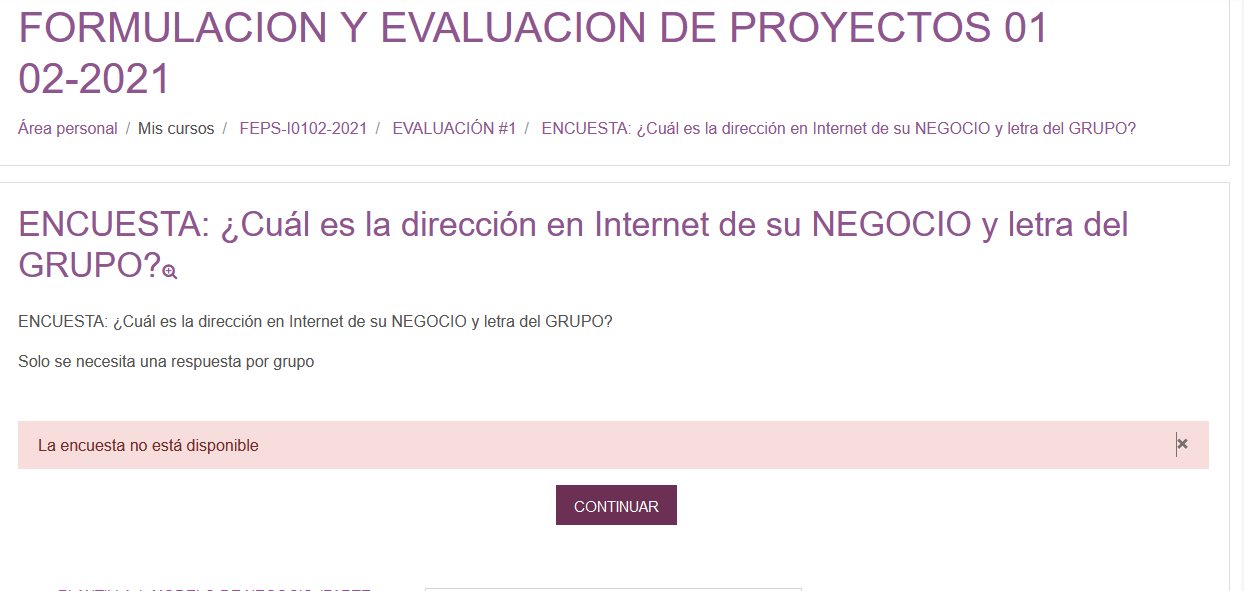 FORMULACION Y EVALUACION DE PROYECTOS 01
02-2021
Área personal / Mis cursos / FEPS-I0102-2021 / EVALUACIÓN #1 / ENCUESTA: ¿Cuál es la dirección en Internet de su NEGOCIO y letra del GRUPO?
ENCUESTA: ¿Cuál es la dirección en Internet de su NEGOCIO y letra del
GRUPO?
ENCUESTA: ¿Cuál es la dirección en Internet de su NEGOCIO y letra del GRUPO?
Solo se necesita una respuesta por grupo
La encuesta no está disponible
CONTINUAR